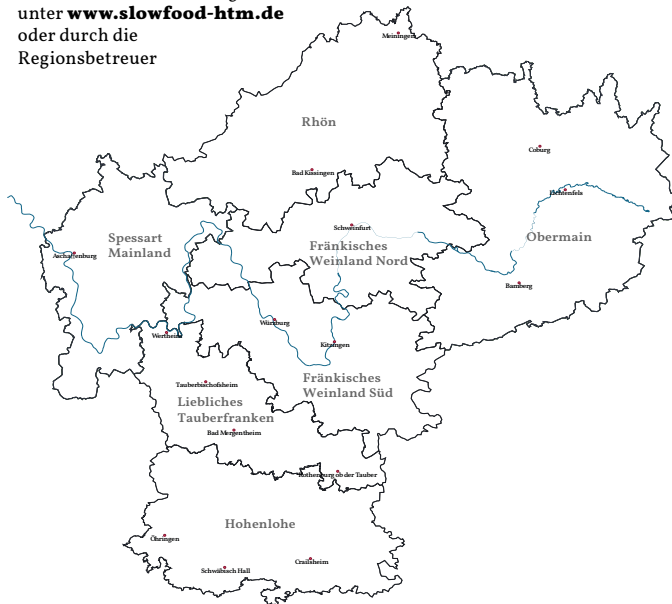 unter www.slowfood-htm.de
oder durch die
Regionsbetreuer
Meiningen
Rhön
Coburg
Bad Kissingen
Lichtenfels
Schweinfurt
Obermain
Spessart
Mainland
Fränkisches
Weinland Nord
Aschaffenburg
Bamberg
Würzburg
Wertheim
Kitzingen
Fränkisches
Weinland Süd
Tauberbischofsheim
Liebliches
Tauberfranken
Bad Mergentheim
Rothenburg ob der Tauber
Hohenlohe
Öhringen
Crailsheim
Schwäbisch Hall